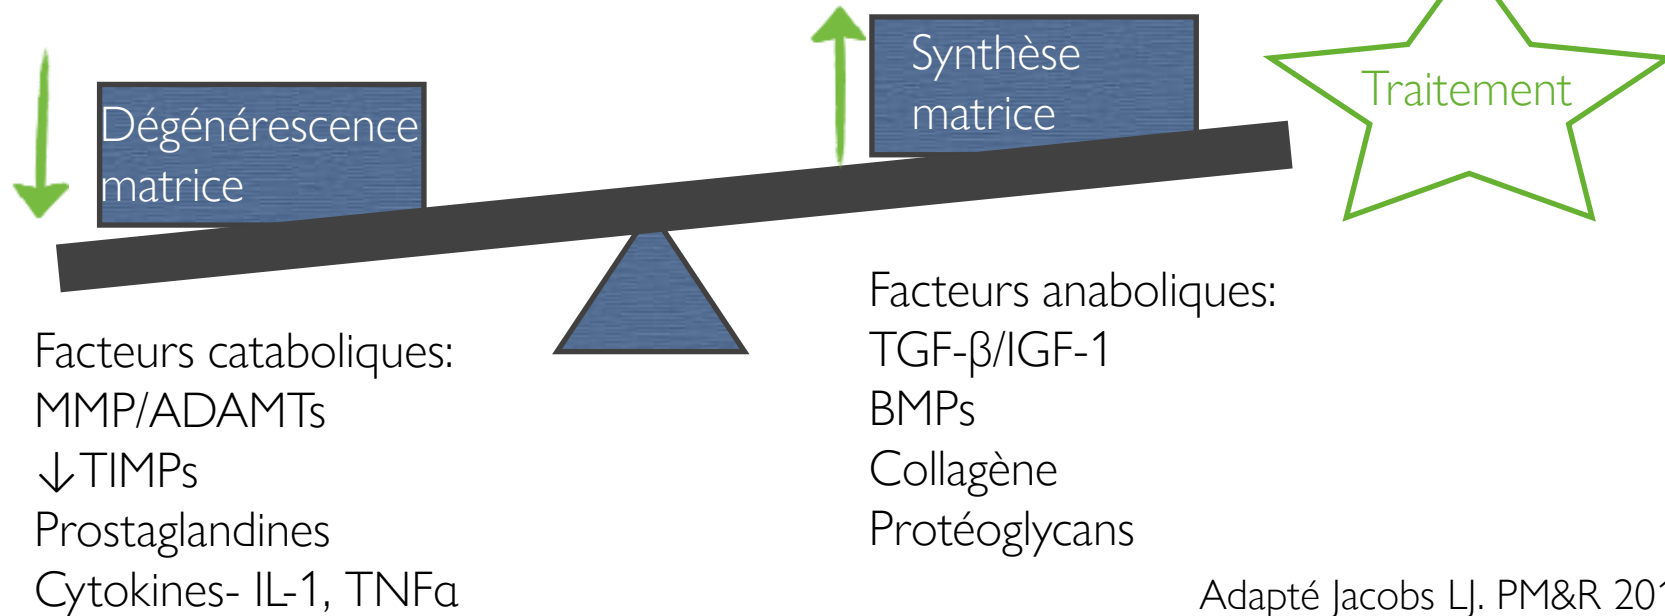 Dégénérescence
matrice
Synthèse
matrice
Traitement
Facteurs cataboliques:
MMP/ADAMTs
↓TIMPs
Prostaglandines
Cytokines- IL-1, TNFα
Facteurs anaboliques:
TGF-β/IGF-1
BMPs
Collagène
Protéoglycans
Adapté Jacobs LJ. PM&R